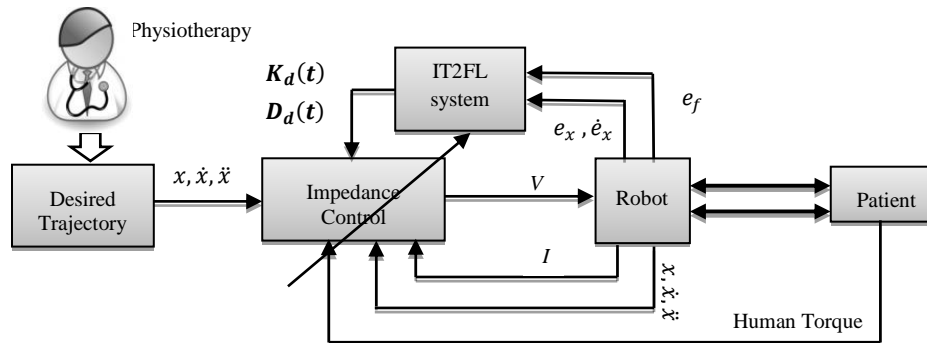 Physiotherapy
K_d(t)
D_d(t)
IT2FL
system
e_f
e_x , ė_x
x, ẋ, ẍ
Desired
Trajectory
Impedance
Control
V
Robot
Patient
I
x, ẋ, ẍ
Human Torque